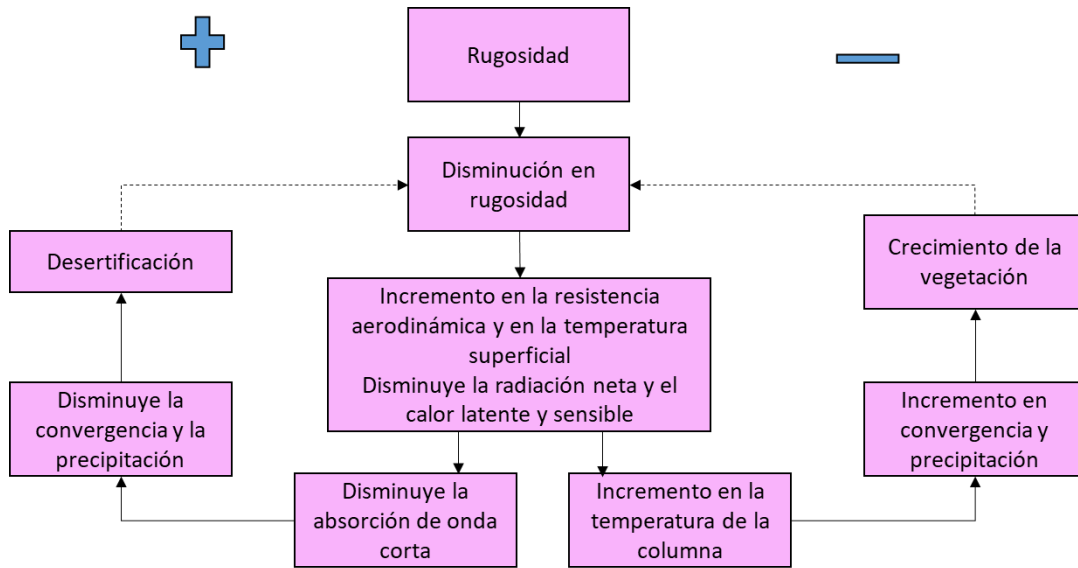 Rugosidad
Disminución en
rugosidad
Desertificación
Crecimiento de la
vegetación
Incremento en la resistencia
aerodinámica y en la temperatura
superficial
Disminuye la radiación neta y el
calor latente y sensible
Disminuye la
convergencia y la
precipitación
Incremento en
convergencia y
precipitación
Disminuye la
absorción de onda
corta
Incremento en la
temperatura de la
columna